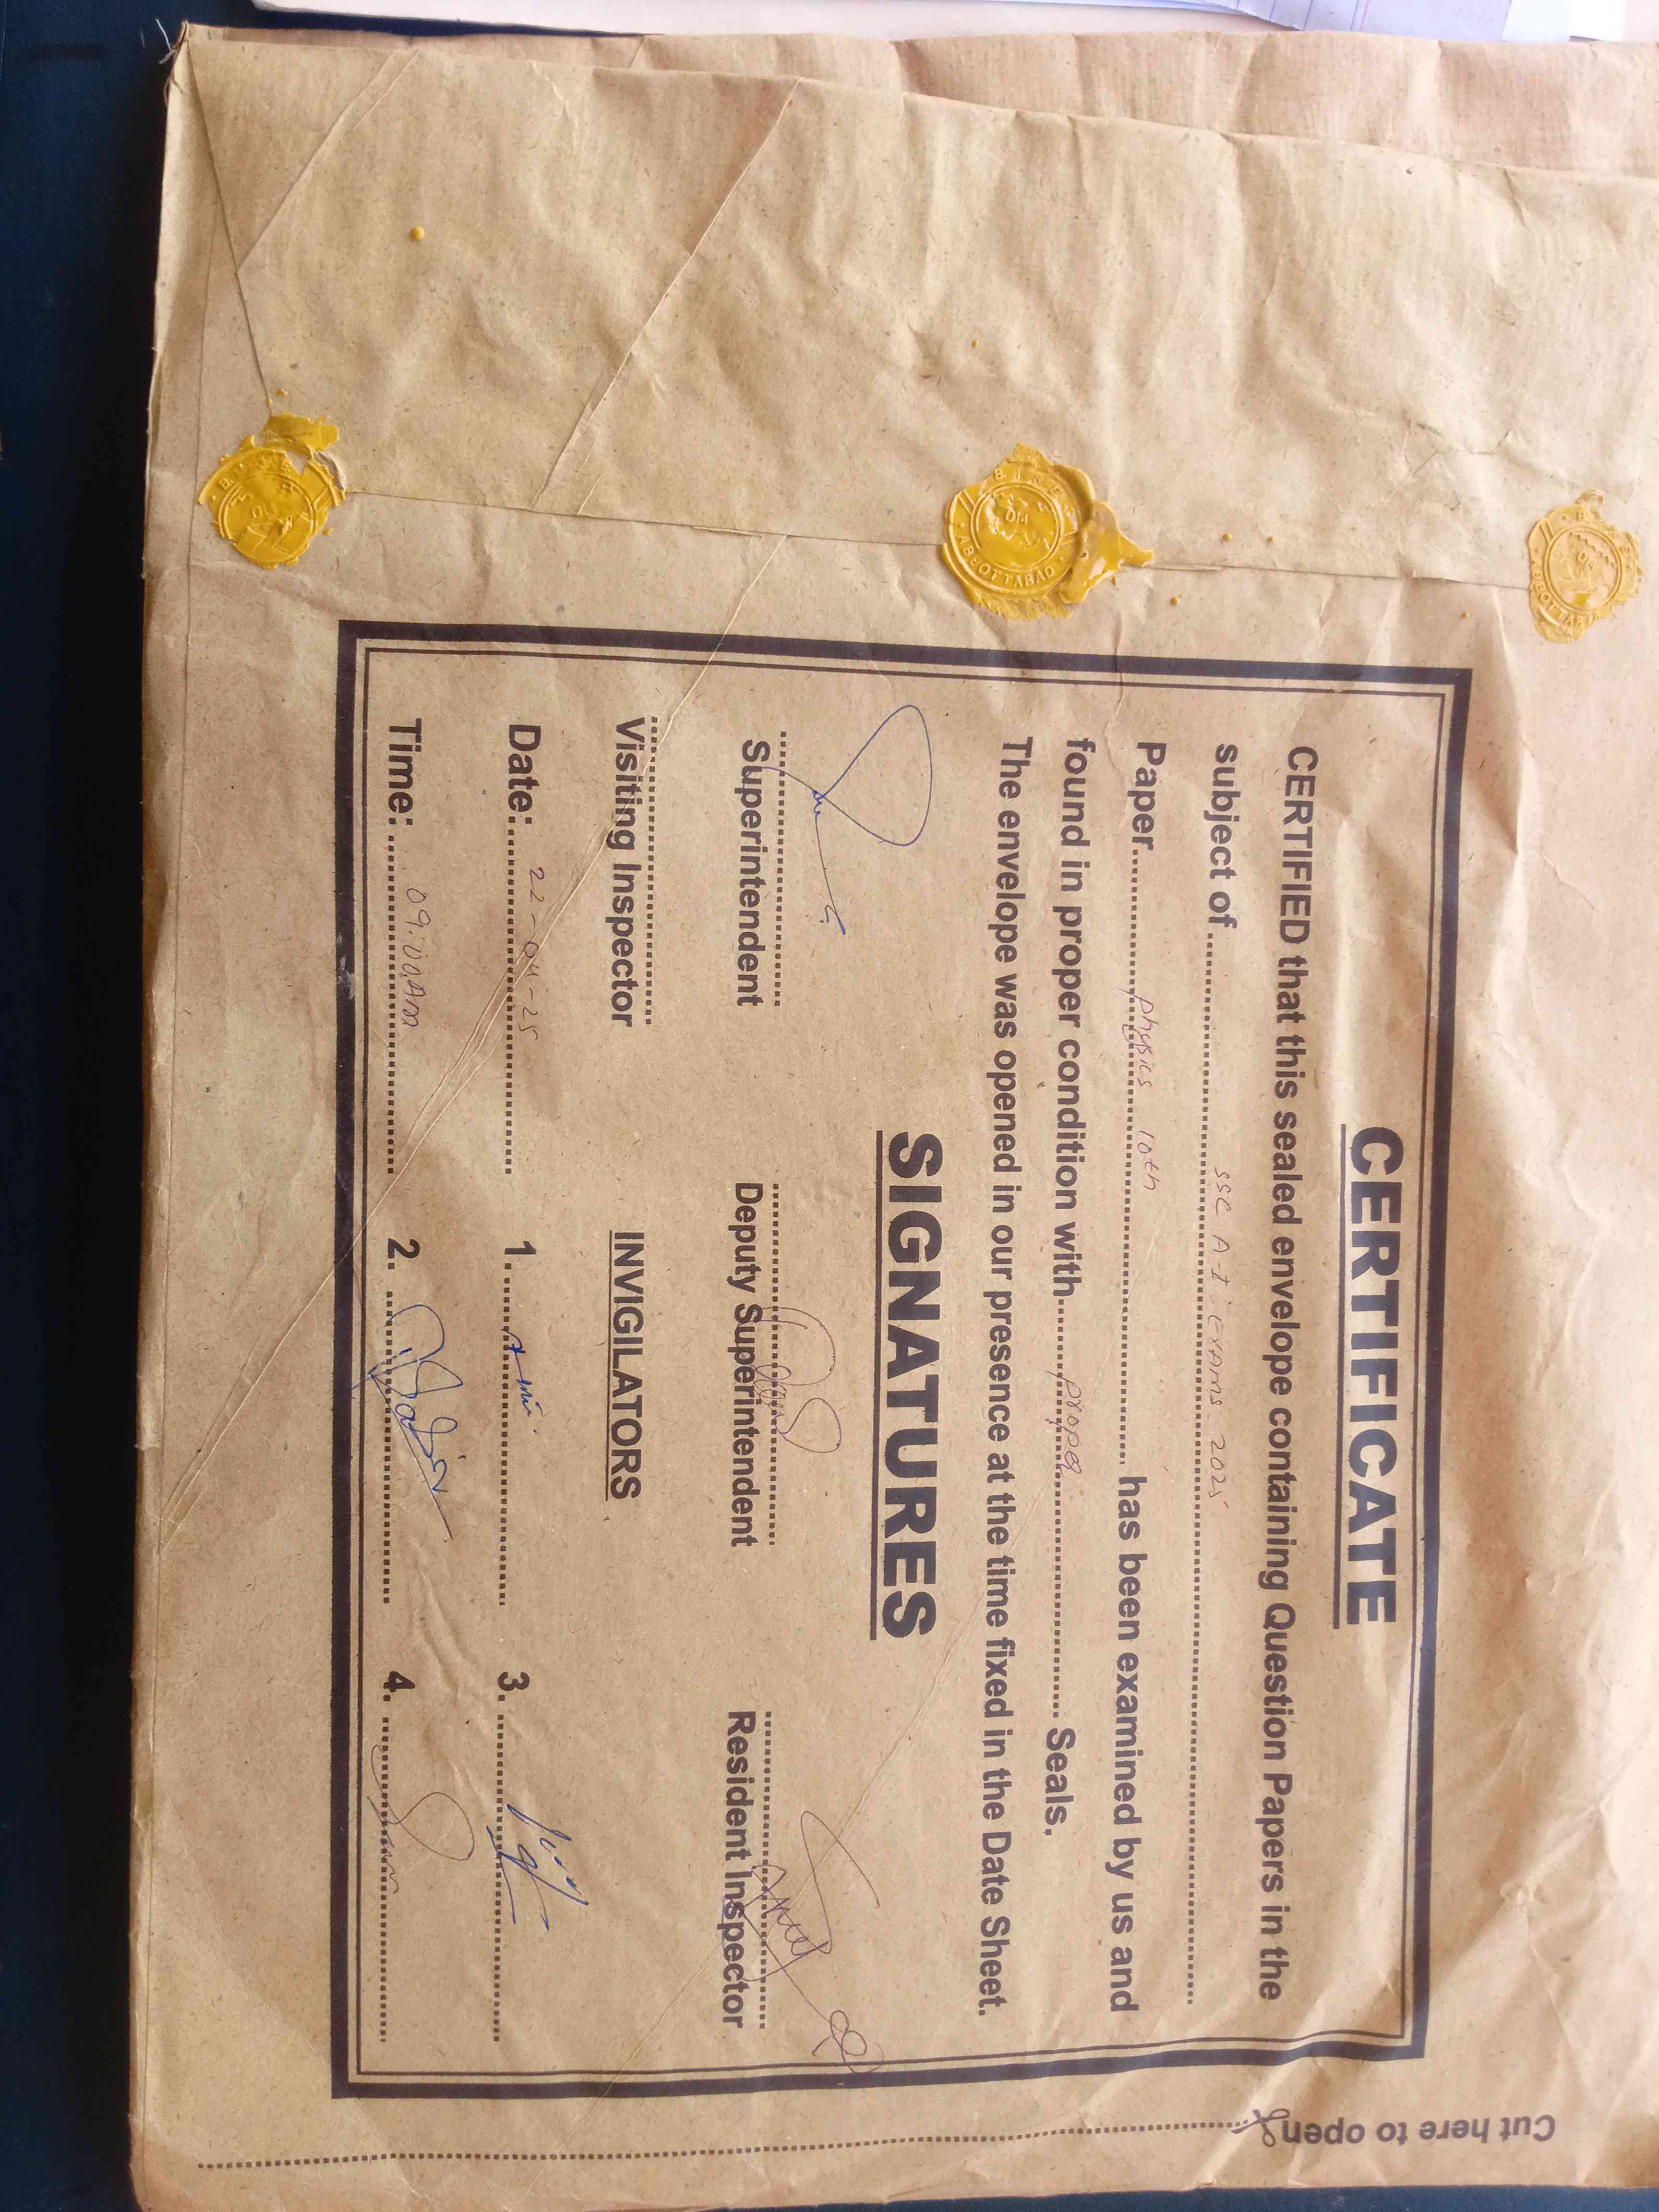 CERTIFICATE
CERTIFIED that this sealed envelope containing Question Papers in the
subject of.......... SSC A-I exams 2025..........
Paper.......... Physics 10th.......... has been examined by us and
found in proper condition with.......... proper.......... Seals.
The envelope was opened in our presence at the time fixed in the Date Sheet.
SIGNATURES
Superintendent Deputy Superintendent Resident Inspector
Visiting Inspector INVIGILATORS
Date: 22-04-25 1. 3.
Time: 09:00AM 2. 4.
Cut here to open
ABBOTTABAD